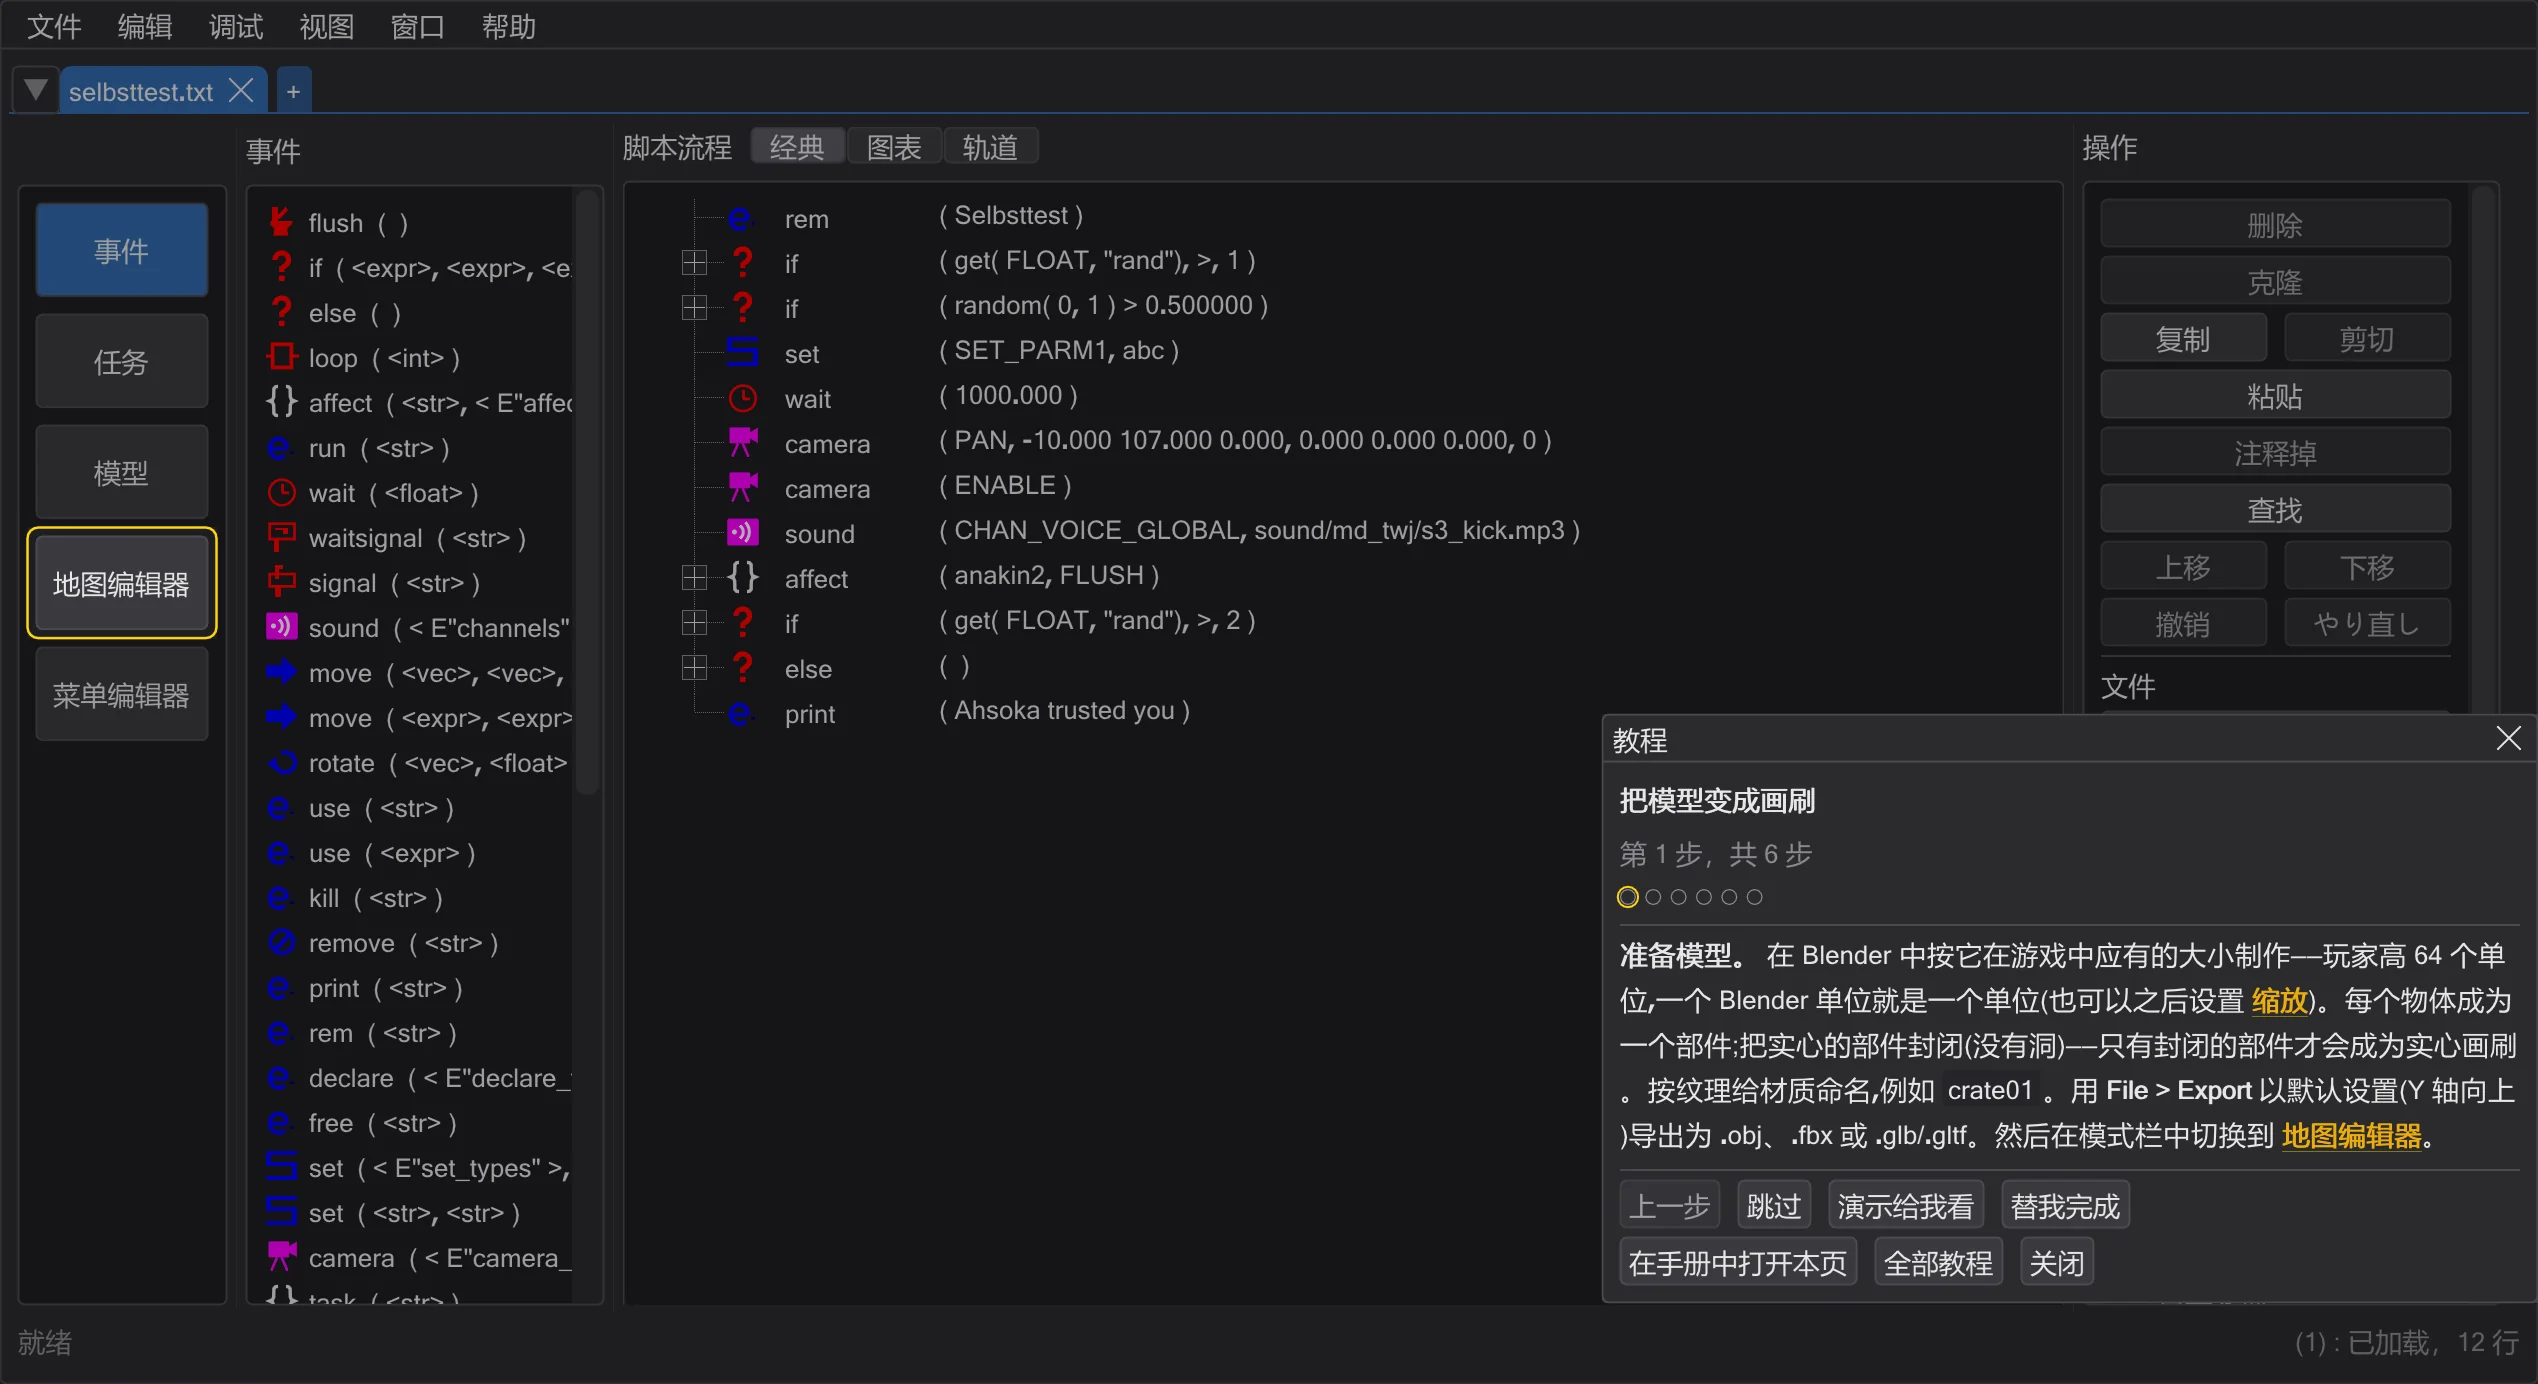 文件 编辑 调试 视图 窗口 帮助
selbsttest.txt +
事件
脚本流程 经典 图表 轨道
操作
事件
任务
模型
地图编辑器
菜单编辑器
flush ( )
if ( <expr>, <expr>, <e
else ( )
loop ( <int> )
affect ( <str>, < E"affec
run ( <str> )
wait ( <float> )
waitsignal ( <str> )
signal ( <str> )
sound ( < E"channels"
move ( <vec>, <vec>,
move ( <expr>, <expr>
rotate ( <vec>, <float>
use ( <str> )
use ( <expr> )
kill ( <str> )
remove ( <str> )
print ( <str> )
rem ( <str> )
declare ( < E"declare_
free ( <str> )
set ( < E"set_types" >,
set ( <str>, <str> )
camera ( < E"camera_
task ( <str> )
rem ( Selbsttest )
if ( get( FLOAT, "rand"), >, 1 )
if ( random( 0, 1 ) > 0.500000 )
set ( SET_PARM1, abc )
wait ( 1000.000 )
camera ( PAN, -10.000 107.000 0.000, 0.000 0.000 0.000, 0 )
camera ( ENABLE )
sound ( CHAN_VOICE_GLOBAL, sound/md_twj/s3_kick.mp3 )
affect ( anakin2, FLUSH )
if ( get( FLOAT, "rand"), >, 2 )
else ( )
print ( Ahsoka trusted you )
删除
克隆
复制 剪切
粘贴
注释掉
查找
上移 下移
撤销 やり直し
文件
教程
把模型变成画刷
第 1 步，共 6 步
准备模型。 在 Blender 中按它在游戏中应有的大小制作——玩家高 64 个单
位,一个 Blender 单位就是一个单位(也可以之后设置 缩放)。每个物体成为
一个部件;把实心的部件封闭(没有洞)——只有封闭的部件才会成为实心画刷
。按纹理给材质命名,例如 crate01 。用 File > Export 以默认设置(Y 轴向上
)导出为 .obj、.fbx 或 .glb/.gltf。然后在模式栏中切换到 地图编辑器。
上一步 跳过 演示给我看 替我完成
在手册中打开本页 全部教程 关闭
就绪
(1) : 已加载，12 行